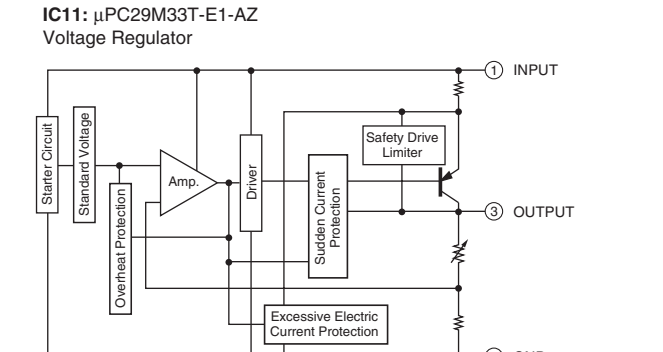 IC11: µPC29M33T-E1-AZ
Voltage Regulator
1 INPUT
Starter Circuit
Standard Voltage
Safety Drive
Limiter
Amp.
Driver
Sudden Current
Protection
Overheat Protection
3 OUTPUT
Excessive Electric
Current Protection